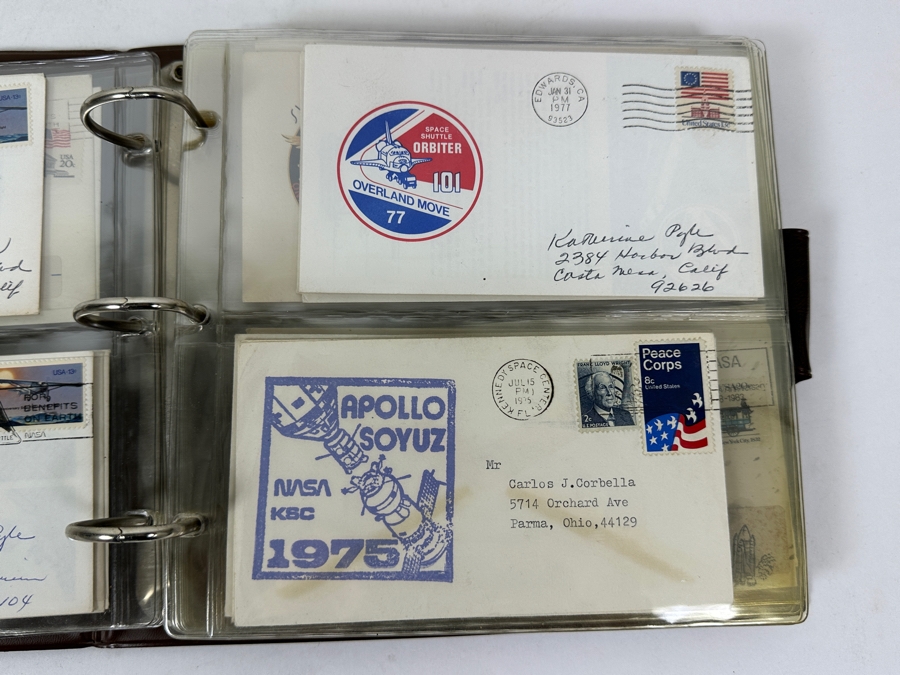 EDWARDS, CA
JAN 31
PM
1977
SPACE
SHUTTLE
ORBITER
101
OVERLAND MOVE
77
Katherine Pyle
2384 Harbor Blvd
Costa Mesa, Calif
92626
KENNEDY SPACE CENTER, FL.
JUL 15
PM
1975
FRANK LLOYD WRIGHT
2c
U.S. POSTAGE
Peace
Corps
8c
United States
APOLLO
SOYUZ
NASA
KSC
1975
Mr
Carlos J.Corbella
5714 Orchard Ave
Parma, Ohio,44129
USA
20c
USA
FOR
BENEFITS
ON EARTH
NASA
104